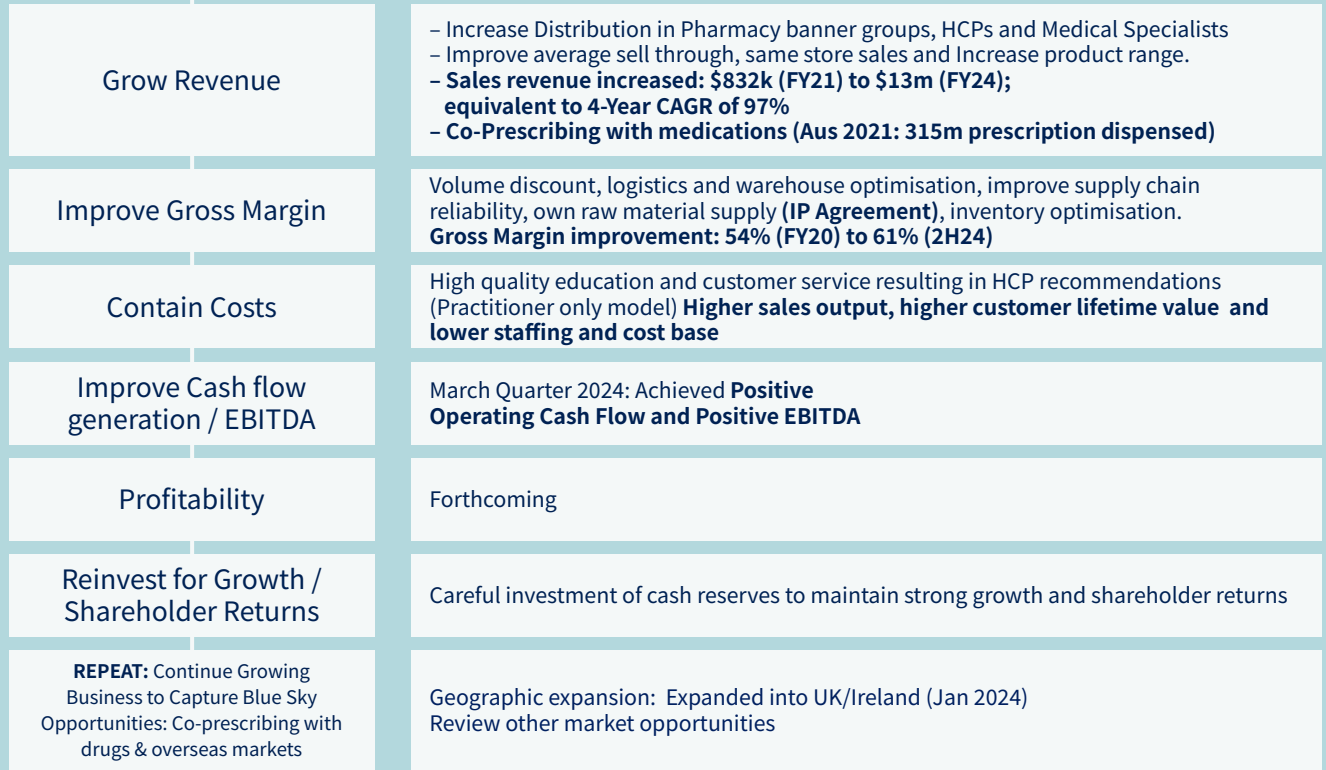 Grow Revenue
– Increase Distribution in Pharmacy banner groups, HCPs and Medical Specialists
– Improve average sell through, same store sales and Increase product range.
– Sales revenue increased: $832k (FY21) to $13m (FY24);
equivalent to 4-Year CAGR of 97%
– Co-Prescribing with medications (Aus 2021: 315m prescription dispensed)
Improve Gross Margin
Volume discount, logistics and warehouse optimisation, improve supply chain
reliability, own raw material supply (IP Agreement), inventory optimisation.
Gross Margin improvement: 54% (FY20) to 61% (2H24)
Contain Costs
High quality education and customer service resulting in HCP recommendations
(Practitioner only model) Higher sales output, higher customer lifetime value and
lower staffing and cost base
Improve Cash flow
generation / EBITDA
March Quarter 2024: Achieved Positive
Operating Cash Flow and Positive EBITDA
Profitability
Forthcoming
Reinvest for Growth /
Shareholder Returns
Careful investment of cash reserves to maintain strong growth and shareholder returns
REPEAT: Continue Growing
Business to Capture Blue Sky
Opportunities: Co-prescribing with
drugs & overseas markets
Geographic expansion: Expanded into UK/Ireland (Jan 2024)
Review other market opportunities